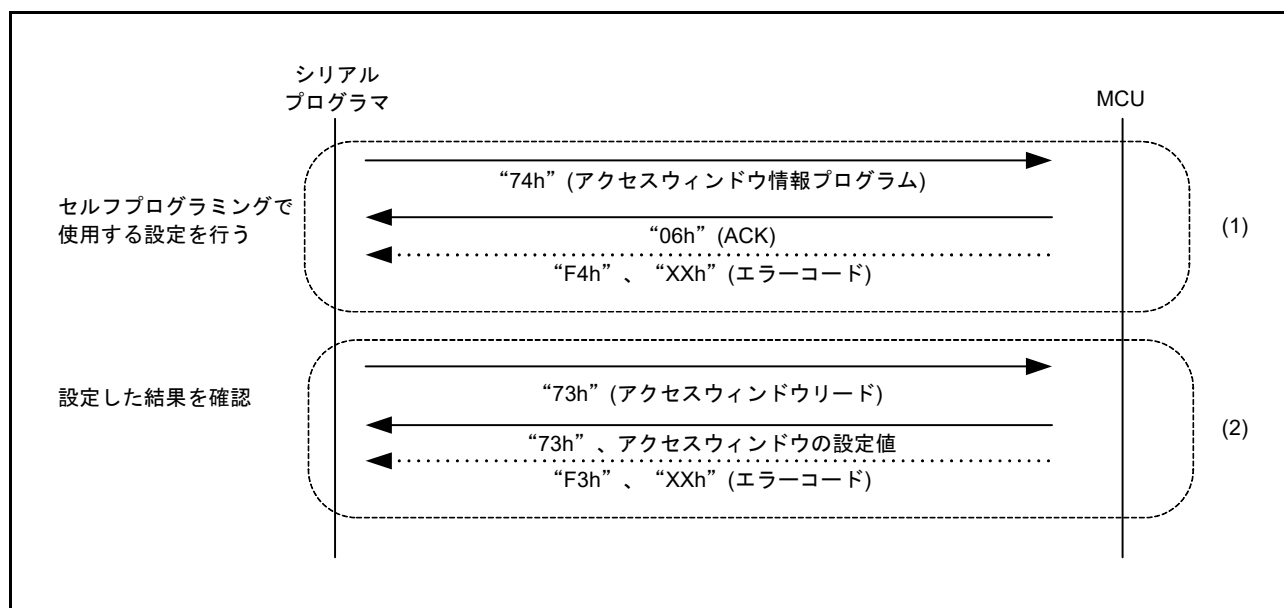 シリアル
プログラマ
MCU
“74h” (アクセスウィンドウ情報プログラム)
セルフプログラミングで
使用する設定を行う
“06h” (ACK)
(1)
“F4h” 、 “XXh” (エラーコード)
“73h” (アクセスウィンドウリード)
設定した結果を確認
“73h” 、アクセスウィンドウの設定値
(2)
“F3h” 、 “XXh” (エラーコード)